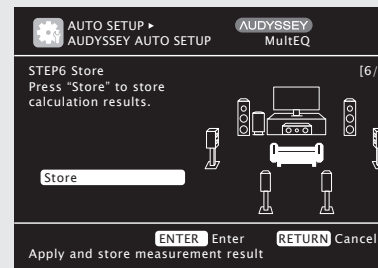 AUTO SETUP ▸
AUDYSSEY AUTO SETUP
AUDYSSEY
MultEQ
STEP6 Store
[6/
Press “Store” to store
calculation results.
Store
ENTER Enter
RETURN Cancel
Apply and store measurement result